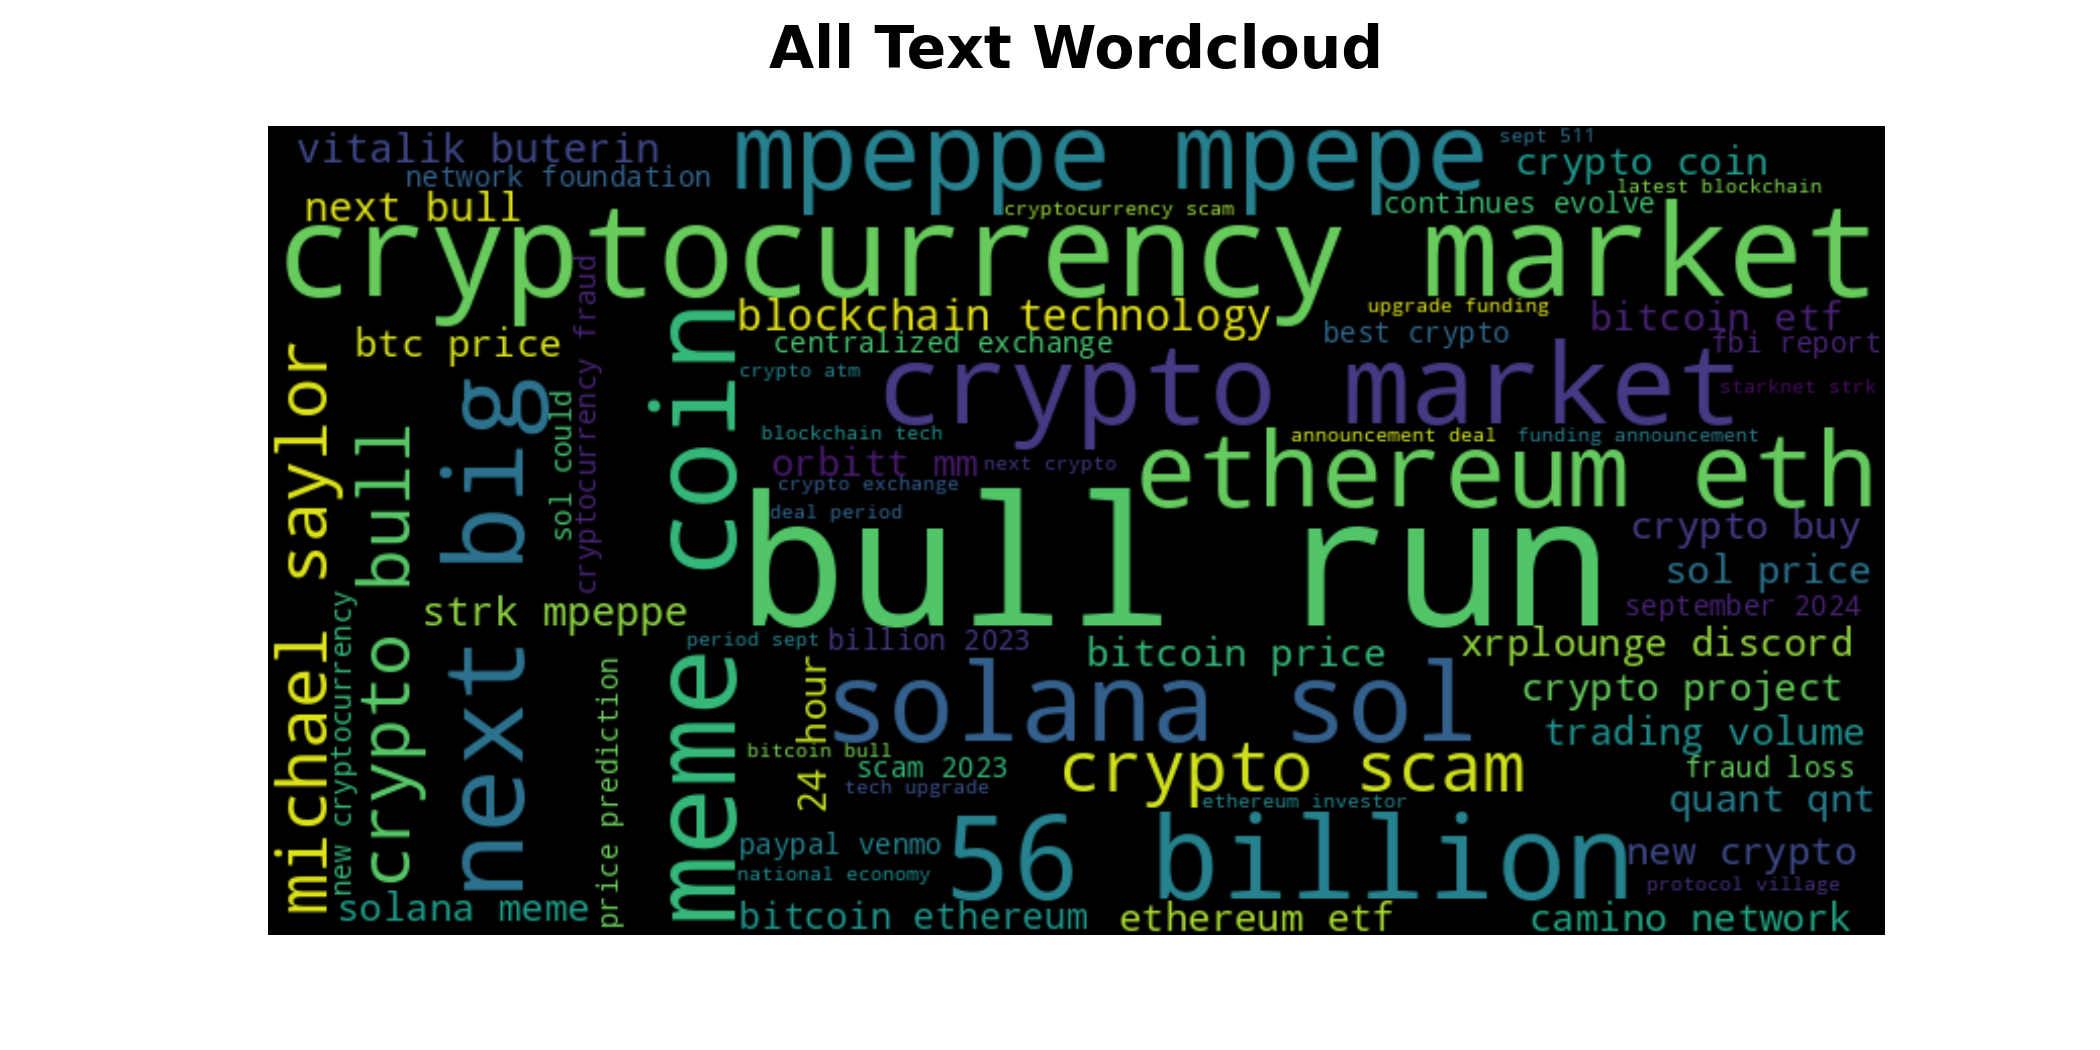 All Text Wordcloud
vitalik buterin
network foundation
mpeppe mpepe
sept 511
crypto coin
latest blockchain
next bull
cryptocurrency scam
continues evolve
cryptocurrency market
blockchain technology
upgrade funding
bitcoin etf
btc price
centralized exchange
best crypto
fbi report
crypto atm
crypto market
starknet strk
michael saylor
crypto bull
next big
sol could
cryptocurrency fraud
meme coin
blockchain tech
announcement deal
funding announcement
orbitt mm
next crypto
ethereum eth
crypto exchange
deal period
bull run
crypto buy
sol price
new cryptocurrency
strk mpeppe
september 2024
period sept
billion 2023
bitcoin price
xrplounge discord
price prediction
24 hour
solana sol
crypto project
trading volume
bitcoin bull
scam 2023
crypto scam
fraud loss
tech upgrade
ethereum investor
quant qnt
paypal venmo
56 billion
new crypto
national economy
protocol village
solana meme
bitcoin ethereum
ethereum etf
camino network